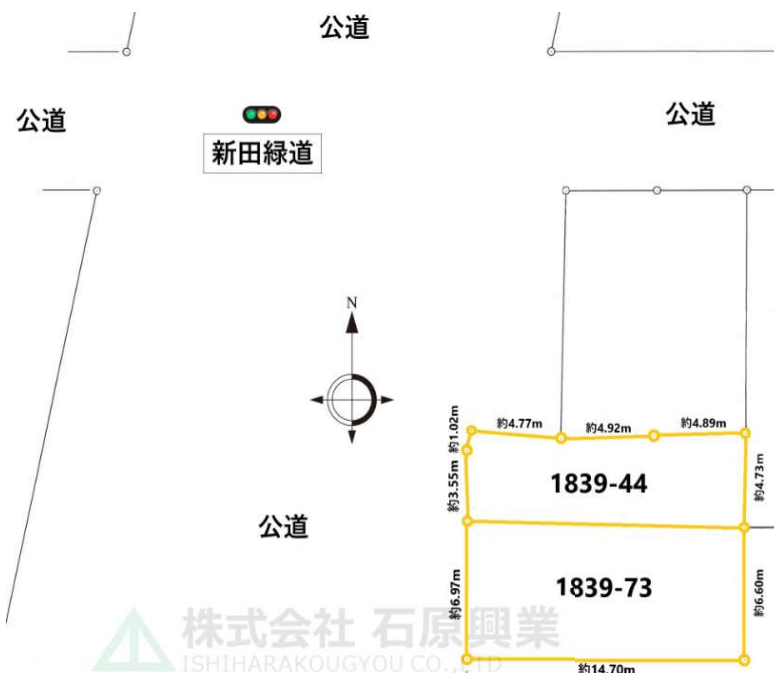 公道
公道
公道
新田緑道
N
約4.77m
約4.92m
約4.89m
約1.02m
約3.55m
1839-44
約4.73m
公道
約6.97m
1839-73
約6.60m
株式会社 石原興業
ISHIHARAKOUGYOU CO.,LTD
約14.70m